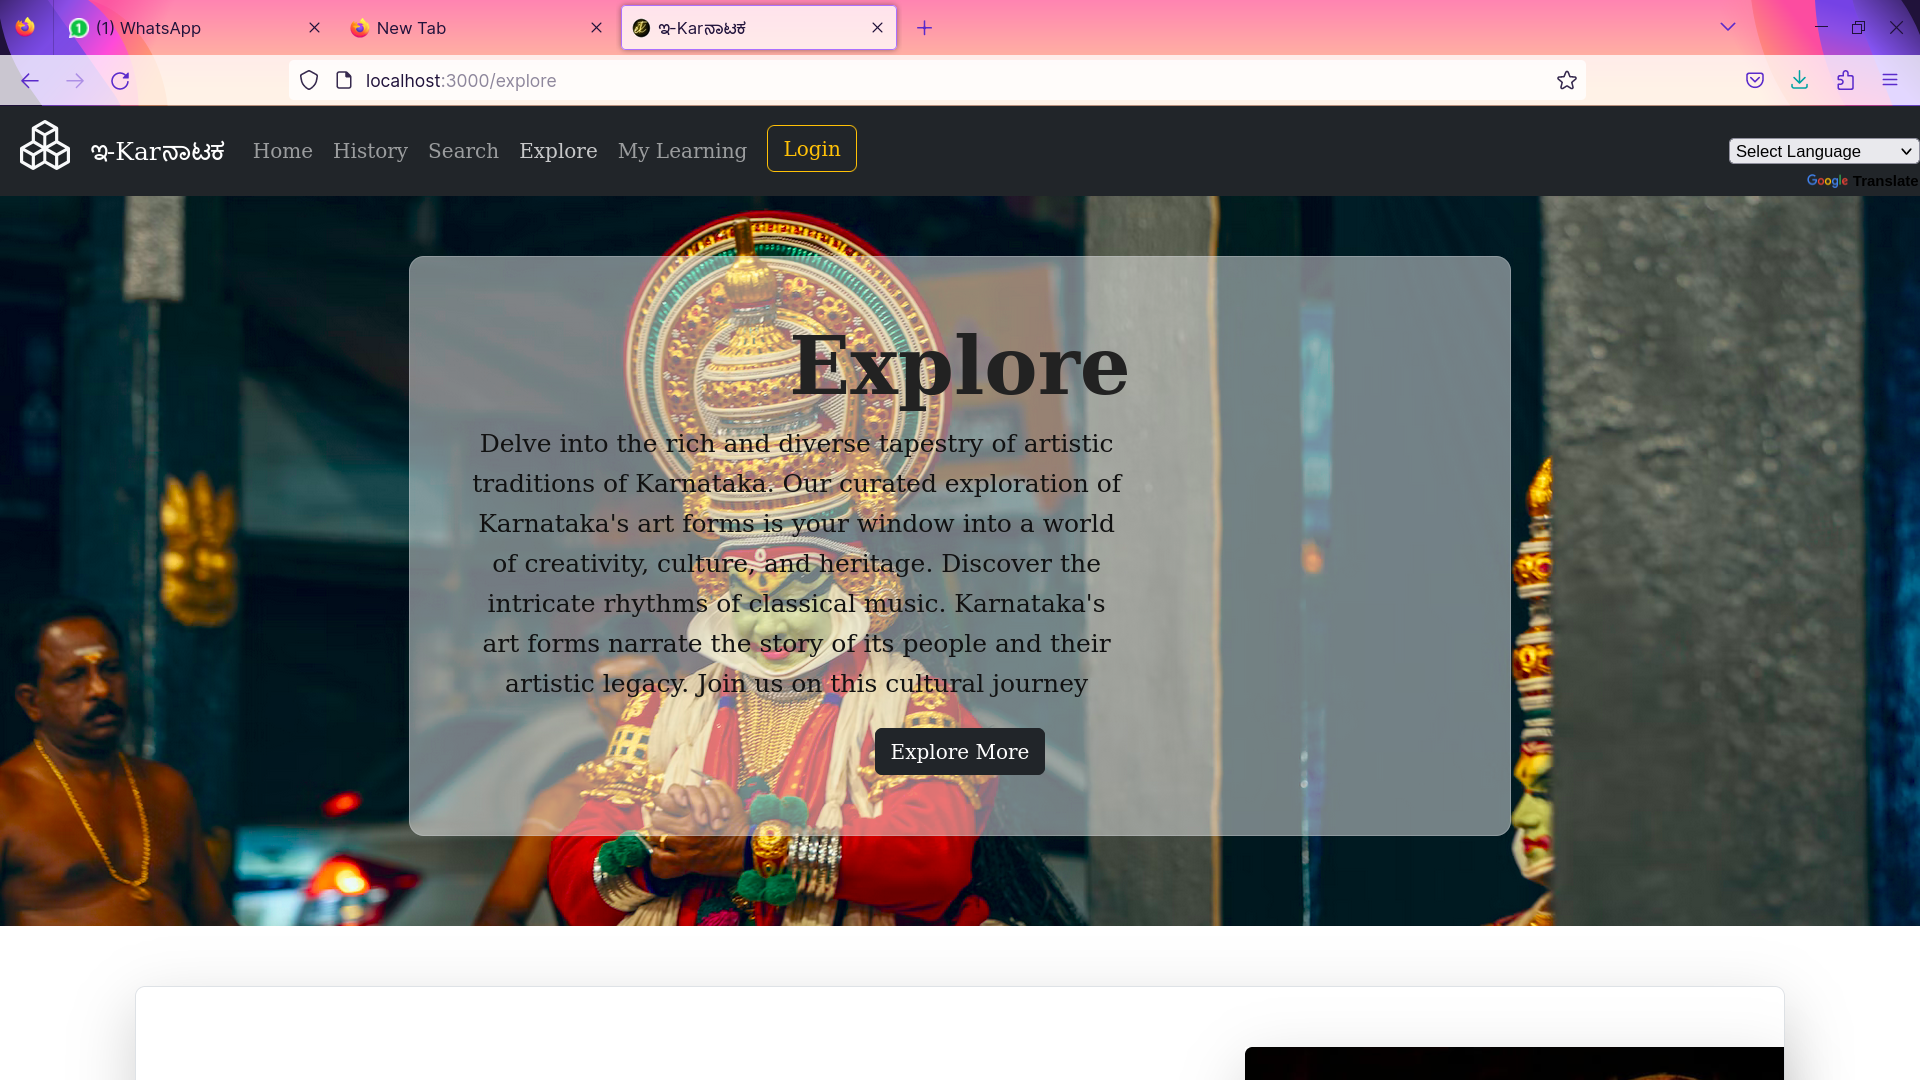 (1) WhatsApp
New Tab
ಇ-Karನಾಟಕ
localhost:3000/explore
ಇ-Karನಾಟಕ
Home
History
Search
Explore
My Learning
Login
Select Language
Google Translate
Explore
Delve into the rich and diverse tapestry of artistic
traditions of Karnataka. Our curated exploration of
Karnataka's art forms is your window into a world
of creativity, culture, and heritage. Discover the
intricate rhythms of classical music. Karnataka's
art forms narrate the story of its people and their
artistic legacy. Join us on this cultural journey
Explore More